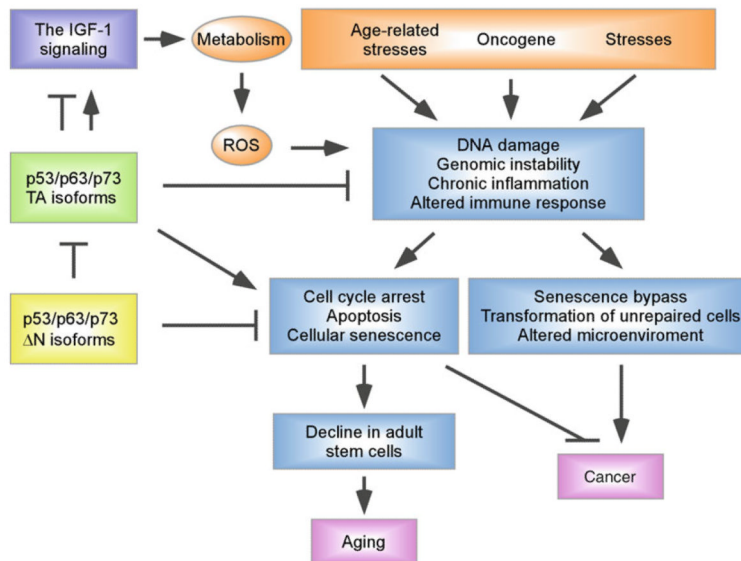 The IGF-1
signaling
Metabolism
Age-related
stresses
Oncogene
Stresses
ROS
DNA damage
Genomic instability
Chronic inflammation
Altered immune response
p53/p63/p73
TA isoforms
p53/p63/p73
ΔN isoforms
Cell cycle arrest
Apoptosis
Cellular senescence
Senescence bypass
Transformation of unrepaired cells
Altered microenviroment
Decline in adult
stem cells
Cancer
Aging